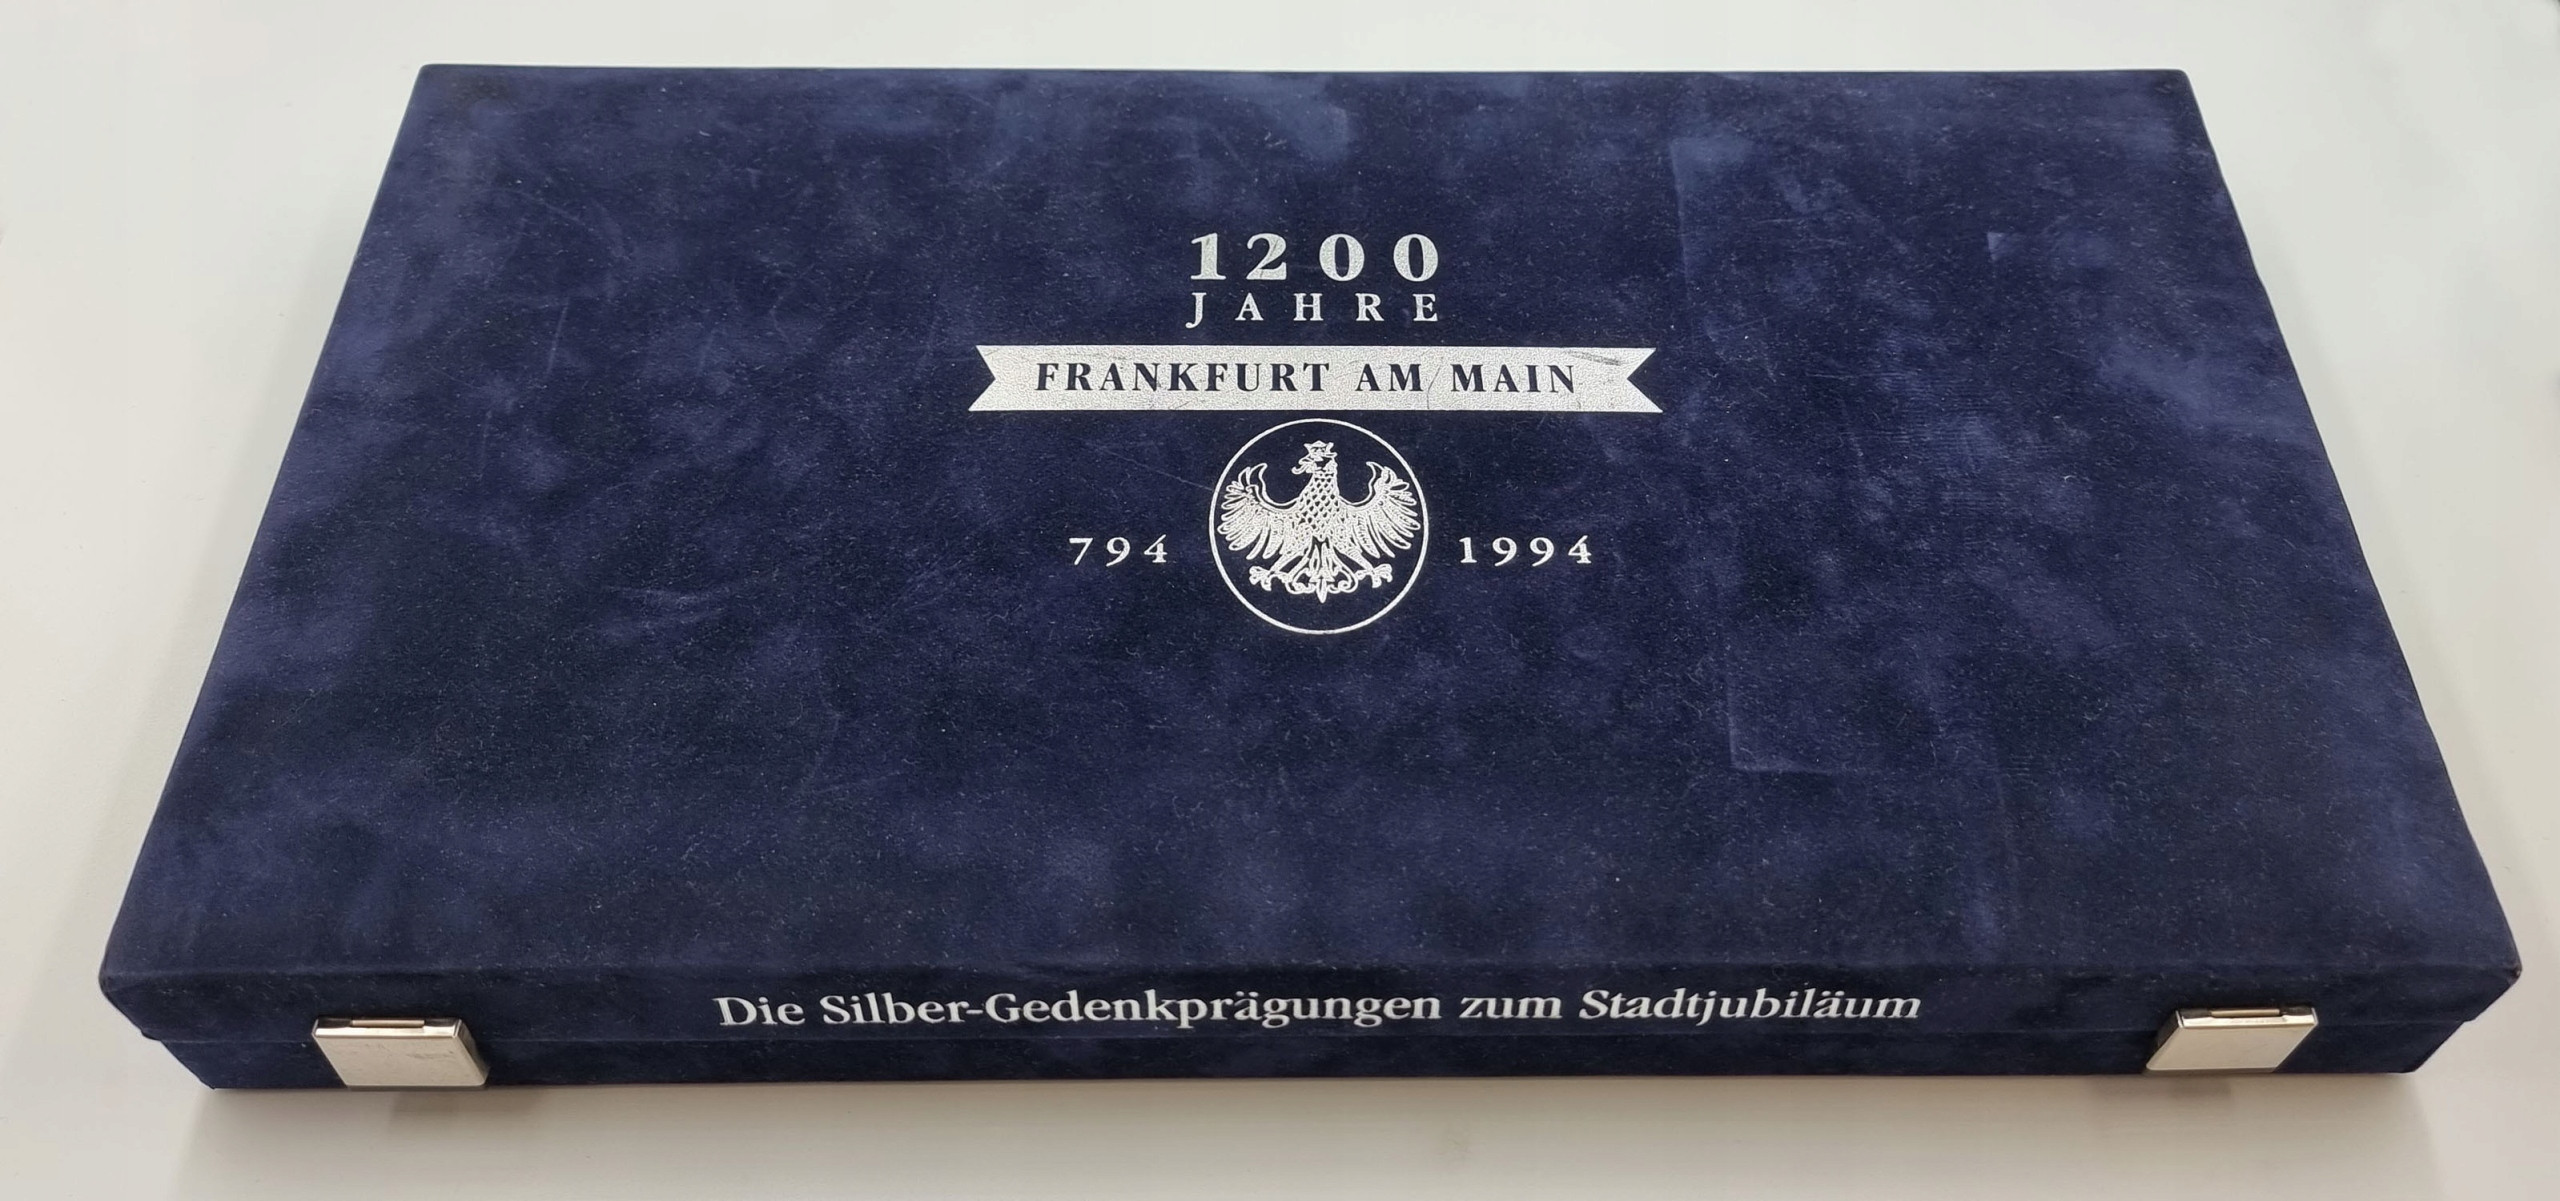 1200
JAHRE
FRANKFURT AM MAIN
794 1994
Die Silber-Gedenkprägungen zum Stadtjubiläum